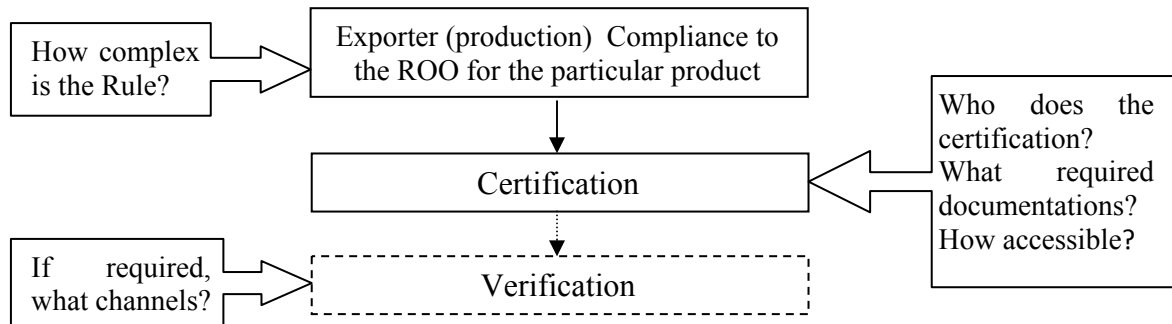 How complex
is the Rule?
Exporter (production) Compliance to
the ROO for the particular product
Who does the
certification?
What required
documentations?
How accessible?
Certification
If required,
what channels?
Verification